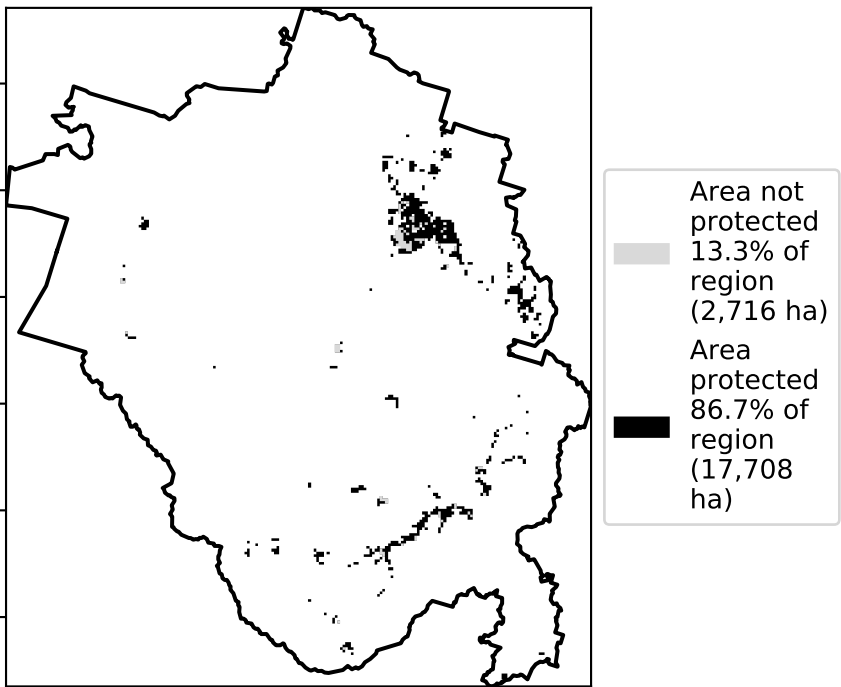 Area not
protected
13.3% of
region
(2,716 ha)
Area
protected
86.7% of
region
(17,708
ha)